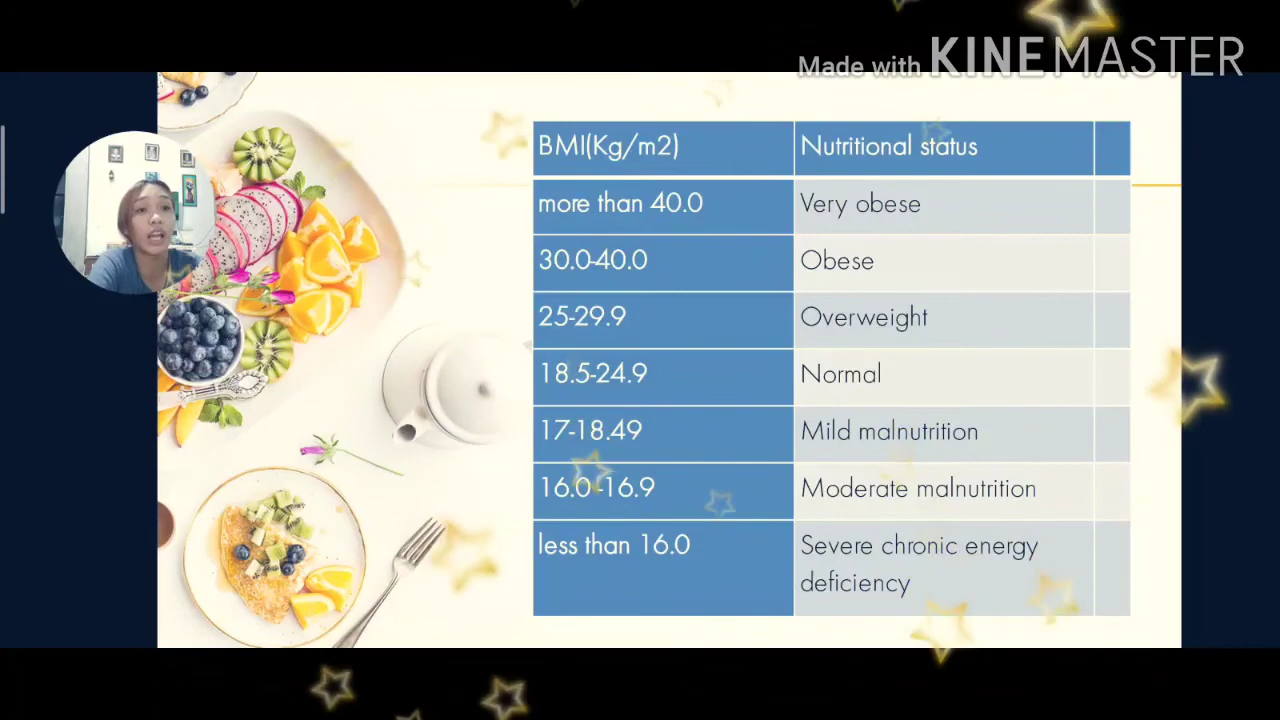 Made with KINEMASTER
BMI(Kg/m2) Nutritional status
more than 40.0 Very obese
30.0-40.0 Obese
25-29.9 Overweight
18.5-24.9 Normal
17-18.49 Mild malnutrition
16.0 -16.9 Moderate malnutrition
less than 16.0 Severe chronic energy
deficiency